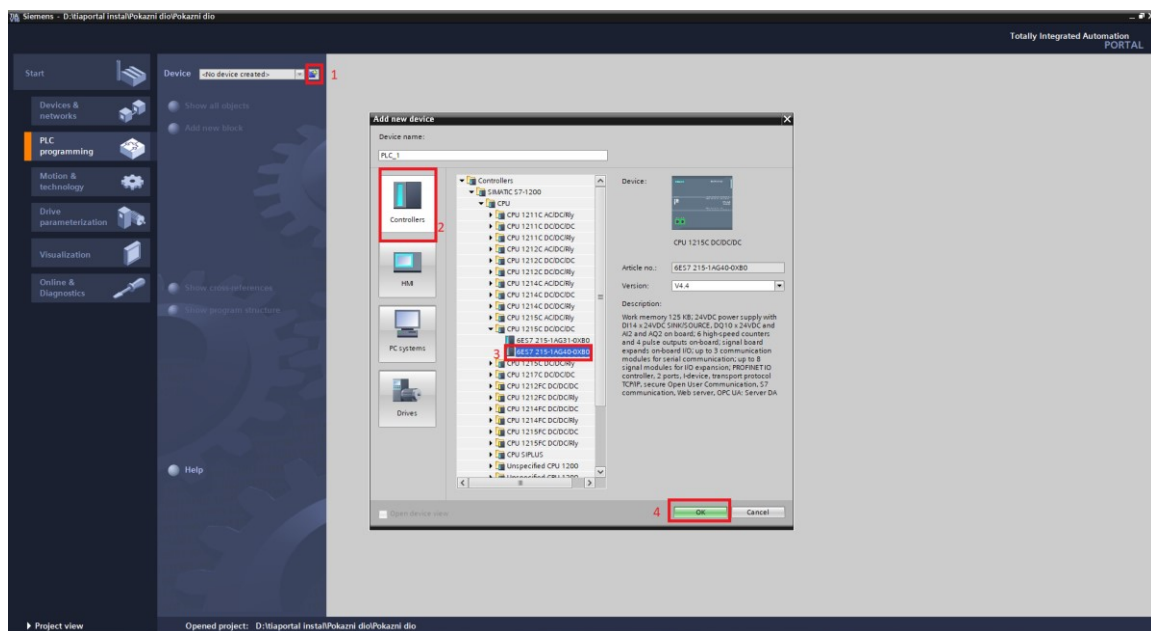 Siemens - D:\tiaportal instal\Pokazni dio\Pokazni dio
Totally Integrated Automation
PORTAL
Start
Devices &
networks
PLC
programming
Motion &
technology
Drive
parameterization
Visualization
Online &
Diagnostics
Project view
Device
<No device created>
1
Show all objects
Add new block
Show cross-references
Show program structure
Help
Add new device
Device name:
PLC_1
Controllers
2
HMI
PC systems
Drives
Controllers
SIMATIC S7-1200
CPU
CPU 1211C AC/DC/Rly
CPU 1211C DC/DC/DC
CPU 1211C DC/DC/Rly
CPU 1212C AC/DC/Rly
CPU 1212C DC/DC/DC
CPU 1212C DC/DC/Rly
CPU 1214C AC/DC/Rly
CPU 1214C DC/DC/DC
CPU 1214C DC/DC/Rly
CPU 1215C AC/DC/Rly
CPU 1215C DC/DC/DC
6ES7 215-1AG31-0XB0
3
6ES7 215-1AG40-0XB0
CPU 1215C DC/DC/Rly
CPU 1217C DC/DC/DC
CPU 1212FC DC/DC/DC
CPU 1212FC DC/DC/Rly
CPU 1214FC DC/DC/DC
CPU 1214FC DC/DC/Rly
CPU 1215FC DC/DC/DC
CPU 1215FC DC/DC/Rly
CPU SIPLUS
Unspecified CPU 1200
Unspecified CPU 1200
Device:
CPU 1215C DC/DC/DC
Article no.:
6ES7 215-1AG40-0XB0
Version:
V4.4
Description:
Work memory 125 KB; 24VDC power supply with
DI14 x 24VDC SINK/SOURCE, DQ10 x 24VDC and
AI2 and AQ2 on board; 6 high-speed counters
and 4 pulse outputs on-board; signal board
expands on-board I/O; up to 3 communication
modules for serial communication; up to 8
signal modules for I/O expansion; PROFINET IO
controller, 2 ports, I-device, transport protocol
TCP/IP, secure Open User Communication, S7
communication, Web server, OPC UA: Server DA
Open device view
4
OK
Cancel
Opened project: D:\tiaportal instal\Pokazni dio\Pokazni dio